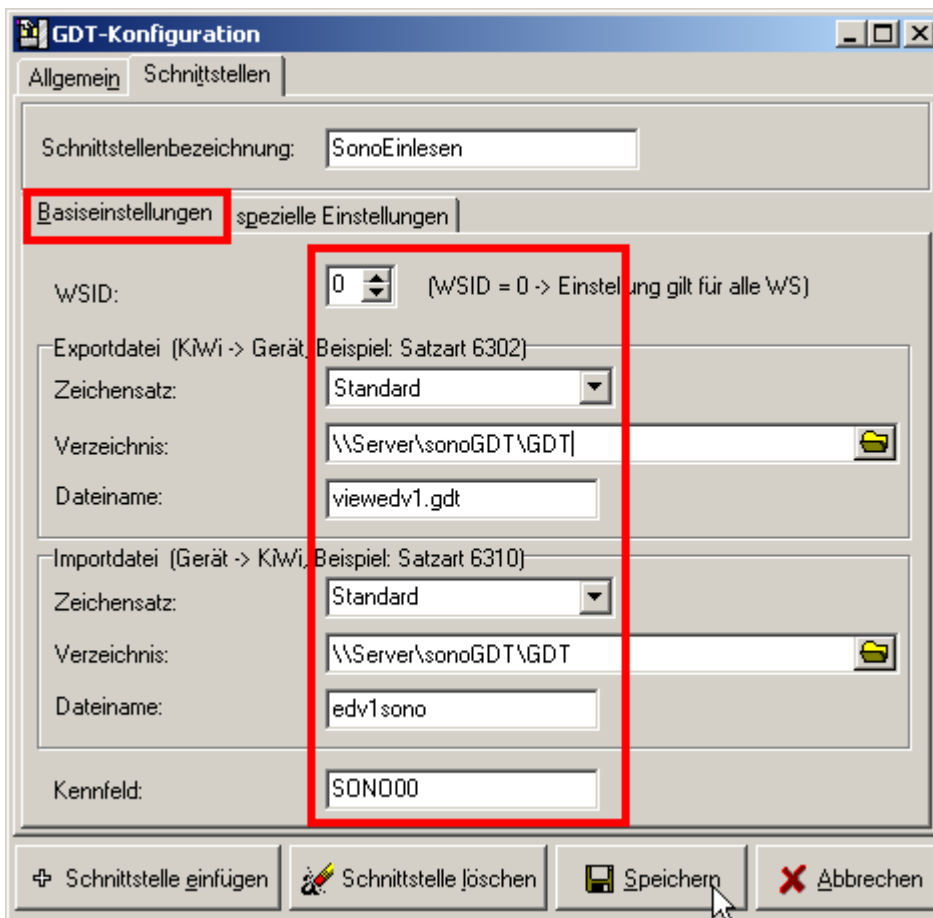 GDT-Konfiguration
Allgemein Schnittstellen
Schnittstellenbezeichnung: SonoEinlesen
Basiseinstellungen spezielle Einstellungen
WSID: 0 (WSID = 0 -> Einstellung gilt für alle WS)
Exportdatei (KiWi -> Gerät, Beispiel: Satzart 6302)
Zeichensatz: Standard
Verzeichnis: \\Server\sonoGDT\GDT
Dateiname: viewedv1.gdt
Importdatei (Gerät -> KiWi, Beispiel: Satzart 6310)
Zeichensatz: Standard
Verzeichnis: \\Server\sonoGDT\GDT
Dateiname: edv1sono
Kennfeld: SONO00
Schnittstelle einfügen Schnittstelle löschen Speichern Abbrechen